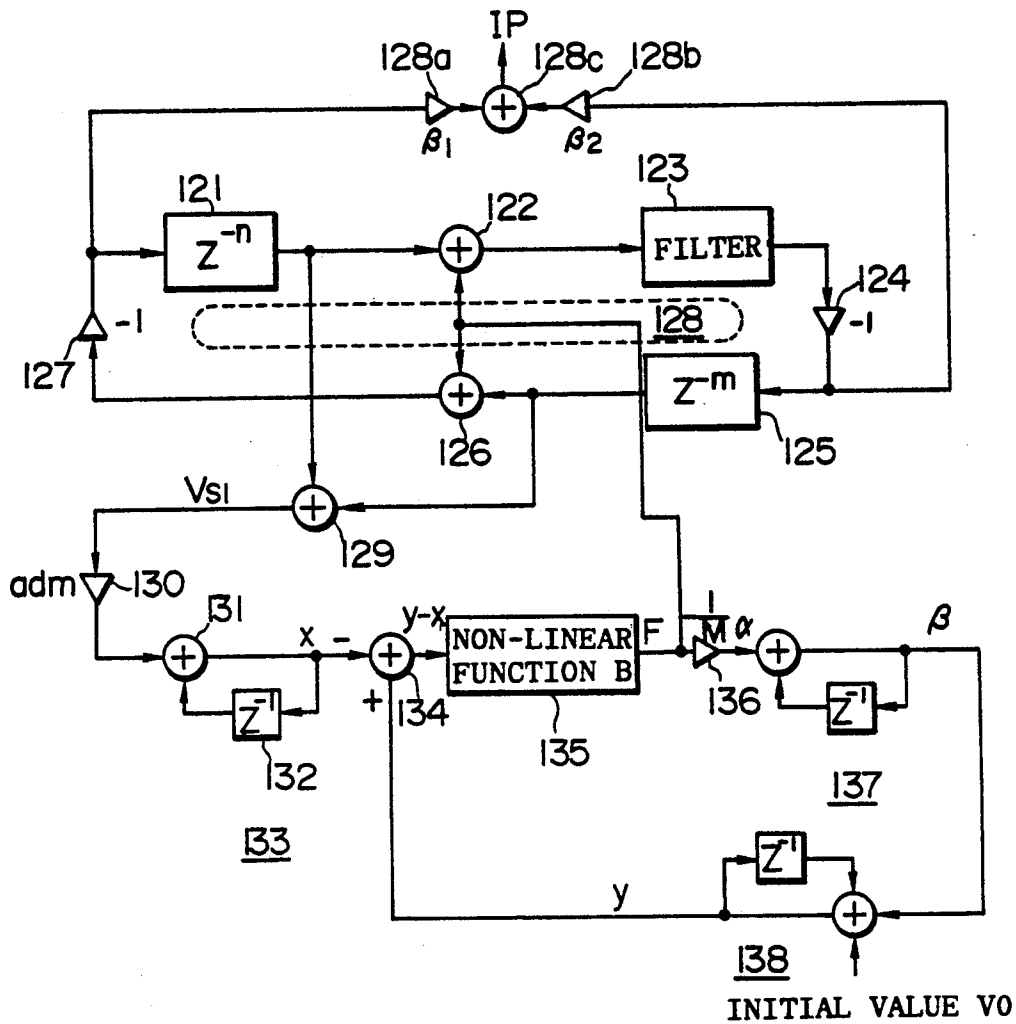 IP
128a
128c
128b
β1
β2
121
Z⁻ⁿ
122
123
FILTER
124
-1
128
-1
127
126
Z⁻ᵐ
125
VS1
129
adm
130
131
x
-
y-x
NON-LINEAR
FUNCTION B
F
1/M
α
β
+
134
136
Z⁻¹
132
135
Z⁻¹
137
133
Z⁻¹
y
138
INITIAL VALUE V0